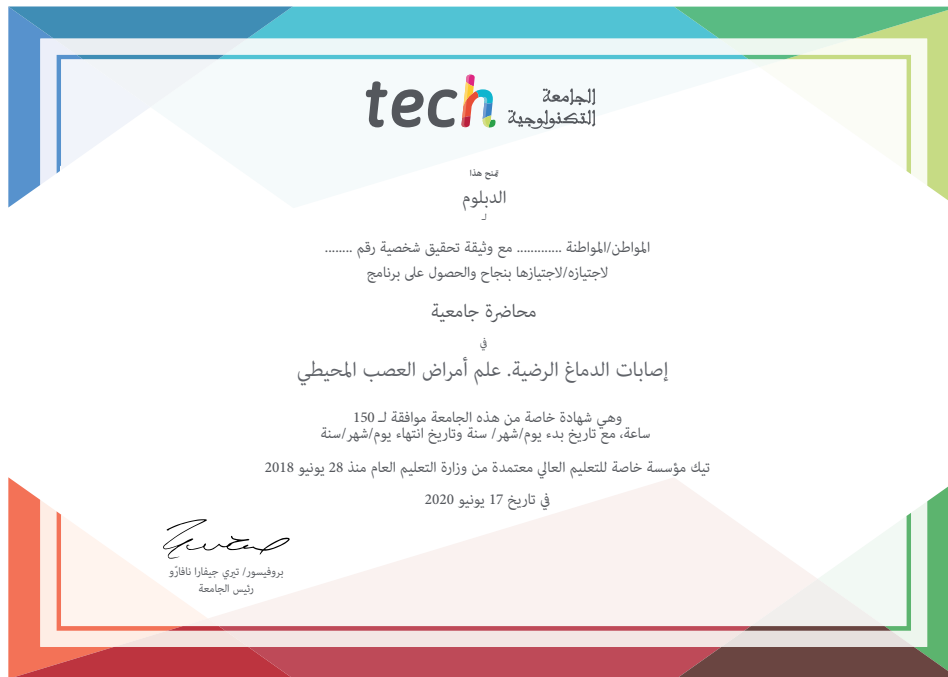 tech الجامعة
التكنولوجية
يمنح هذا
الدبلوم
لـ
المواطن/المواطنة ............ مع وثيقة تحقيق شخصية رقم ........
لاجتيازه/لاجتيازها بنجاح والحصول على برنامج
محاضرة جامعية
في
إصابات الدماغ الرضية. علم أمراض العصب المحيطي
وهي شهادة خاصة من هذه الجامعة موافقة لـ 150
ساعة، مع تاريخ بدء يوم/شهر/ سنة وتاريخ انتهاء يوم/شهر/سنة
تيك مؤسسة خاصة للتعليم العالي معتمدة من وزارة التعليم العام منذ 28 يونيو 2018
في تاريخ 17 يونيو 2020
بروفيسور/ تيري جيفارا نافارّو
رئيس الجامعة